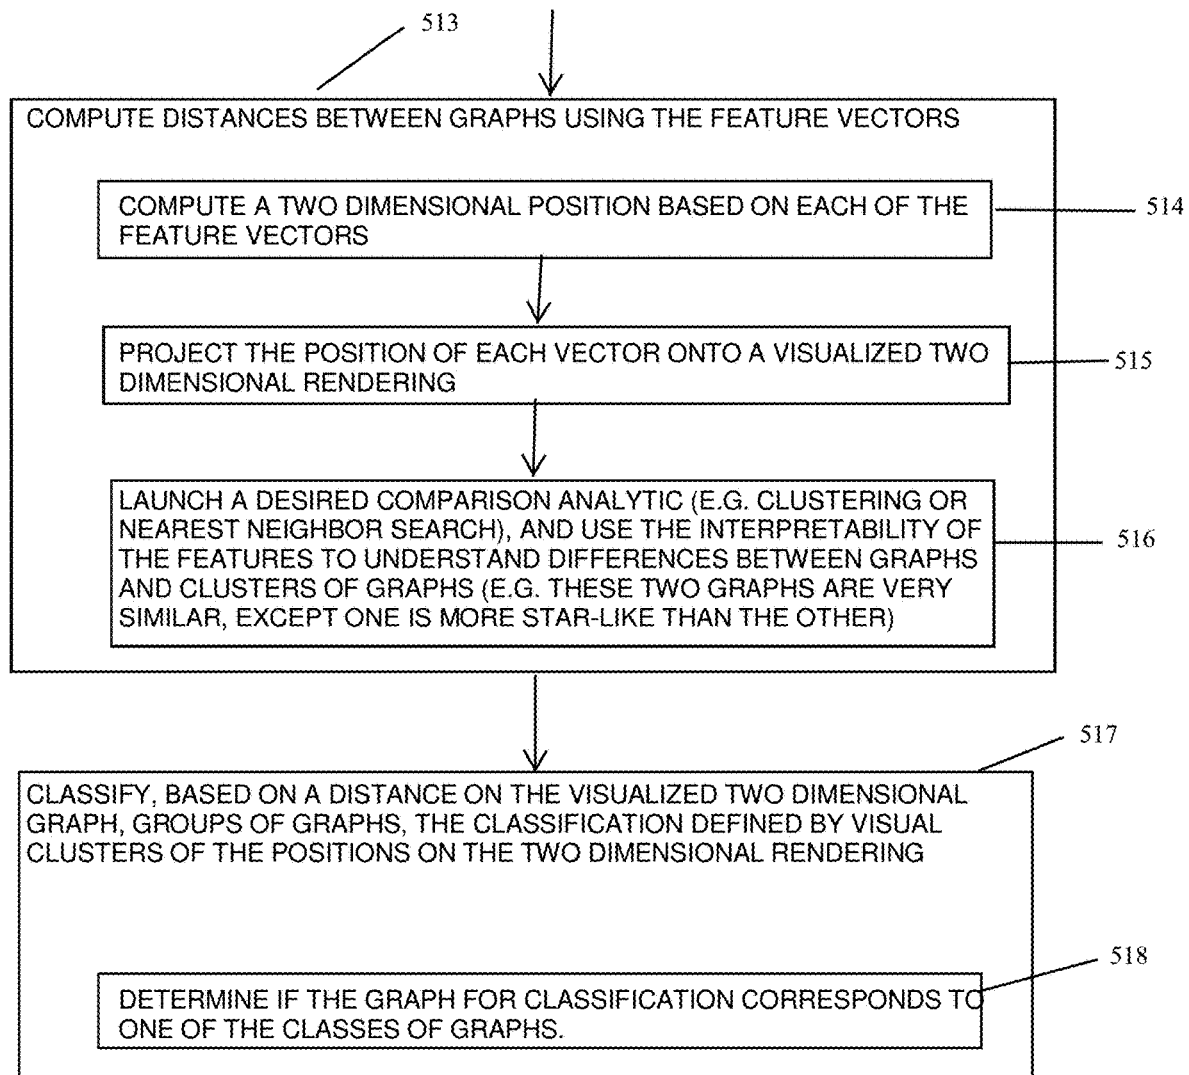 513
COMPUTE DISTANCES BETWEEN GRAPHS USING THE FEATURE VECTORS
COMPUTE A TWO DIMENSIONAL POSITION BASED ON EACH OF THE
FEATURE VECTORS
514
PROJECT THE POSITION OF EACH VECTOR ONTO A VISUALIZED TWO
DIMENSIONAL RENDERING
515
LAUNCH A DESIRED COMPARISON ANALYTIC (E.G. CLUSTERING OR
NEAREST NEIGHBOR SEARCH), AND USE THE INTERPRETABILITY OF
THE FEATURES TO UNDERSTAND DIFFERENCES BETWEEN GRAPHS
AND CLUSTERS OF GRAPHS (E.G. THESE TWO GRAPHS ARE VERY
SIMILAR, EXCEPT ONE IS MORE STAR-LIKE THAN THE OTHER)
516
517
CLASSIFY, BASED ON A DISTANCE ON THE VISUALIZED TWO DIMENSIONAL
GRAPH, GROUPS OF GRAPHS, THE CLASSIFICATION DEFINED BY VISUAL
CLUSTERS OF THE POSITIONS ON THE TWO DIMENSIONAL RENDERING
518
DETERMINE IF THE GRAPH FOR CLASSIFICATION CORRESPONDS TO
ONE OF THE CLASSES OF GRAPHS.